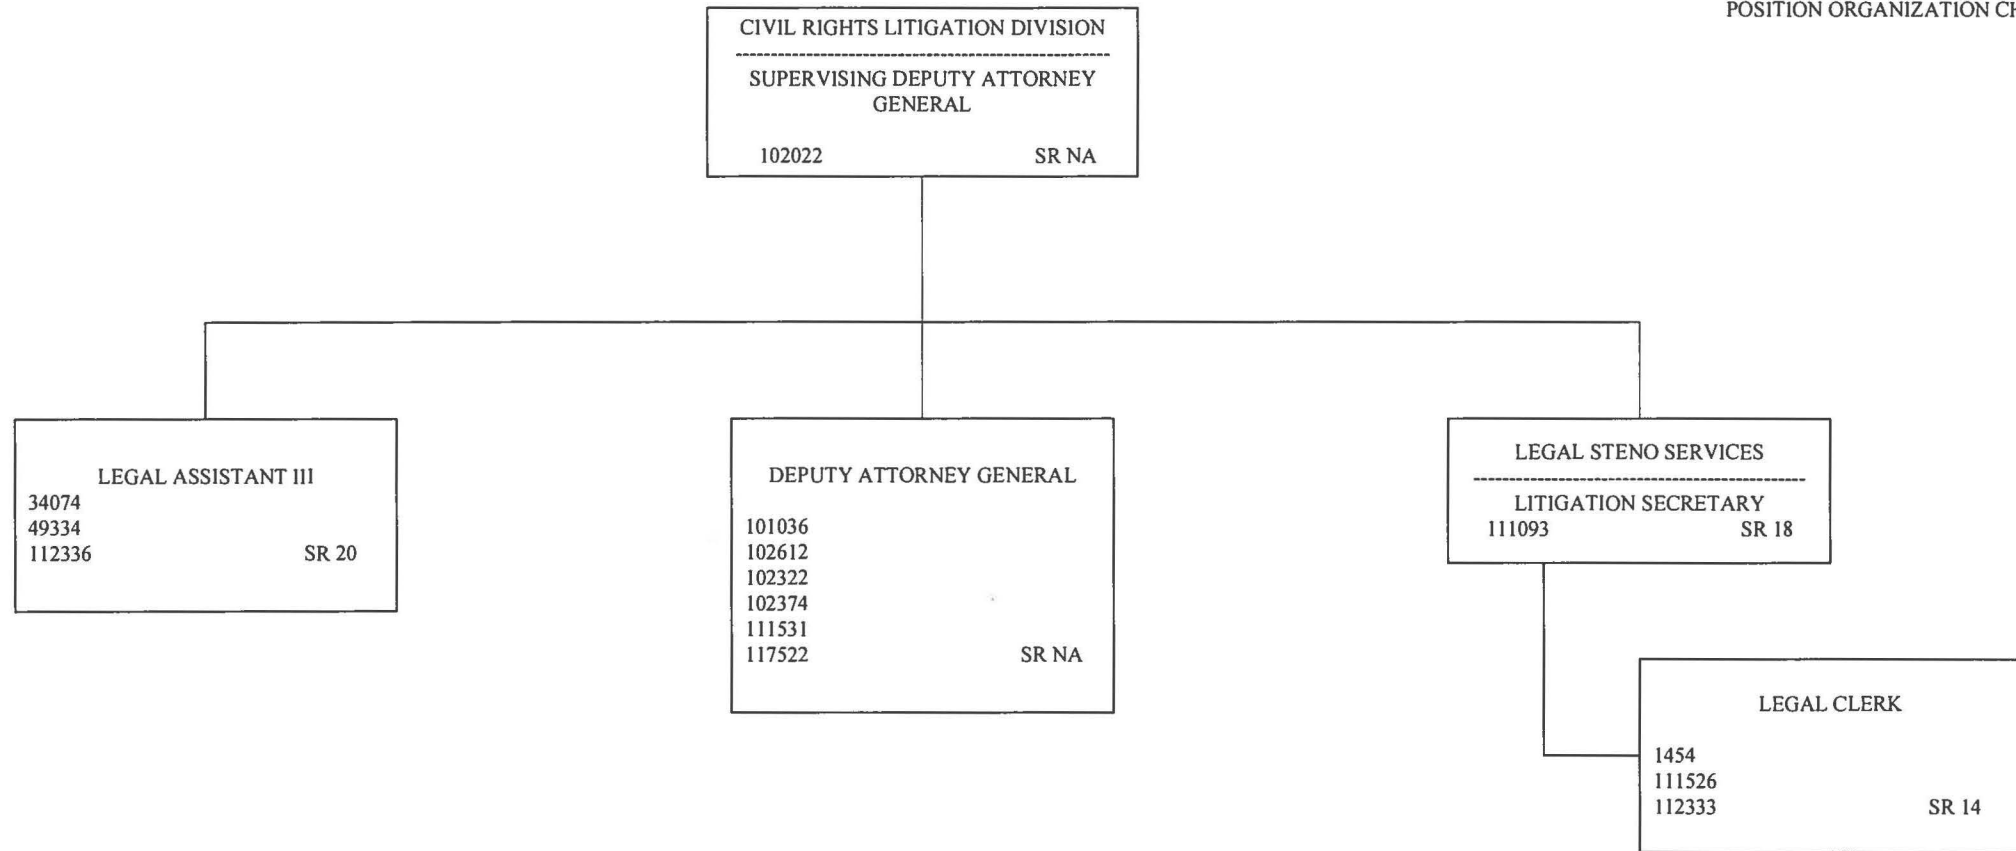 POSITION ORGANIZATION
CIVIL RIGHTS LITIGATION DIVISION
SUPERVISING DEPUTY ATTORNEY
GENERAL
102022 SR NA
LEGAL ASSISTANT III
34074
49334
112336 SR 20
DEPUTY ATTORNEY GENERAL
101036
102612
102322
102374
111531
117522 SR NA
LEGAL STENO SERVICES
LITIGATION SECRETARY
111093 SR 18
LEGAL CLERK
1454
111526
112333 SR 14